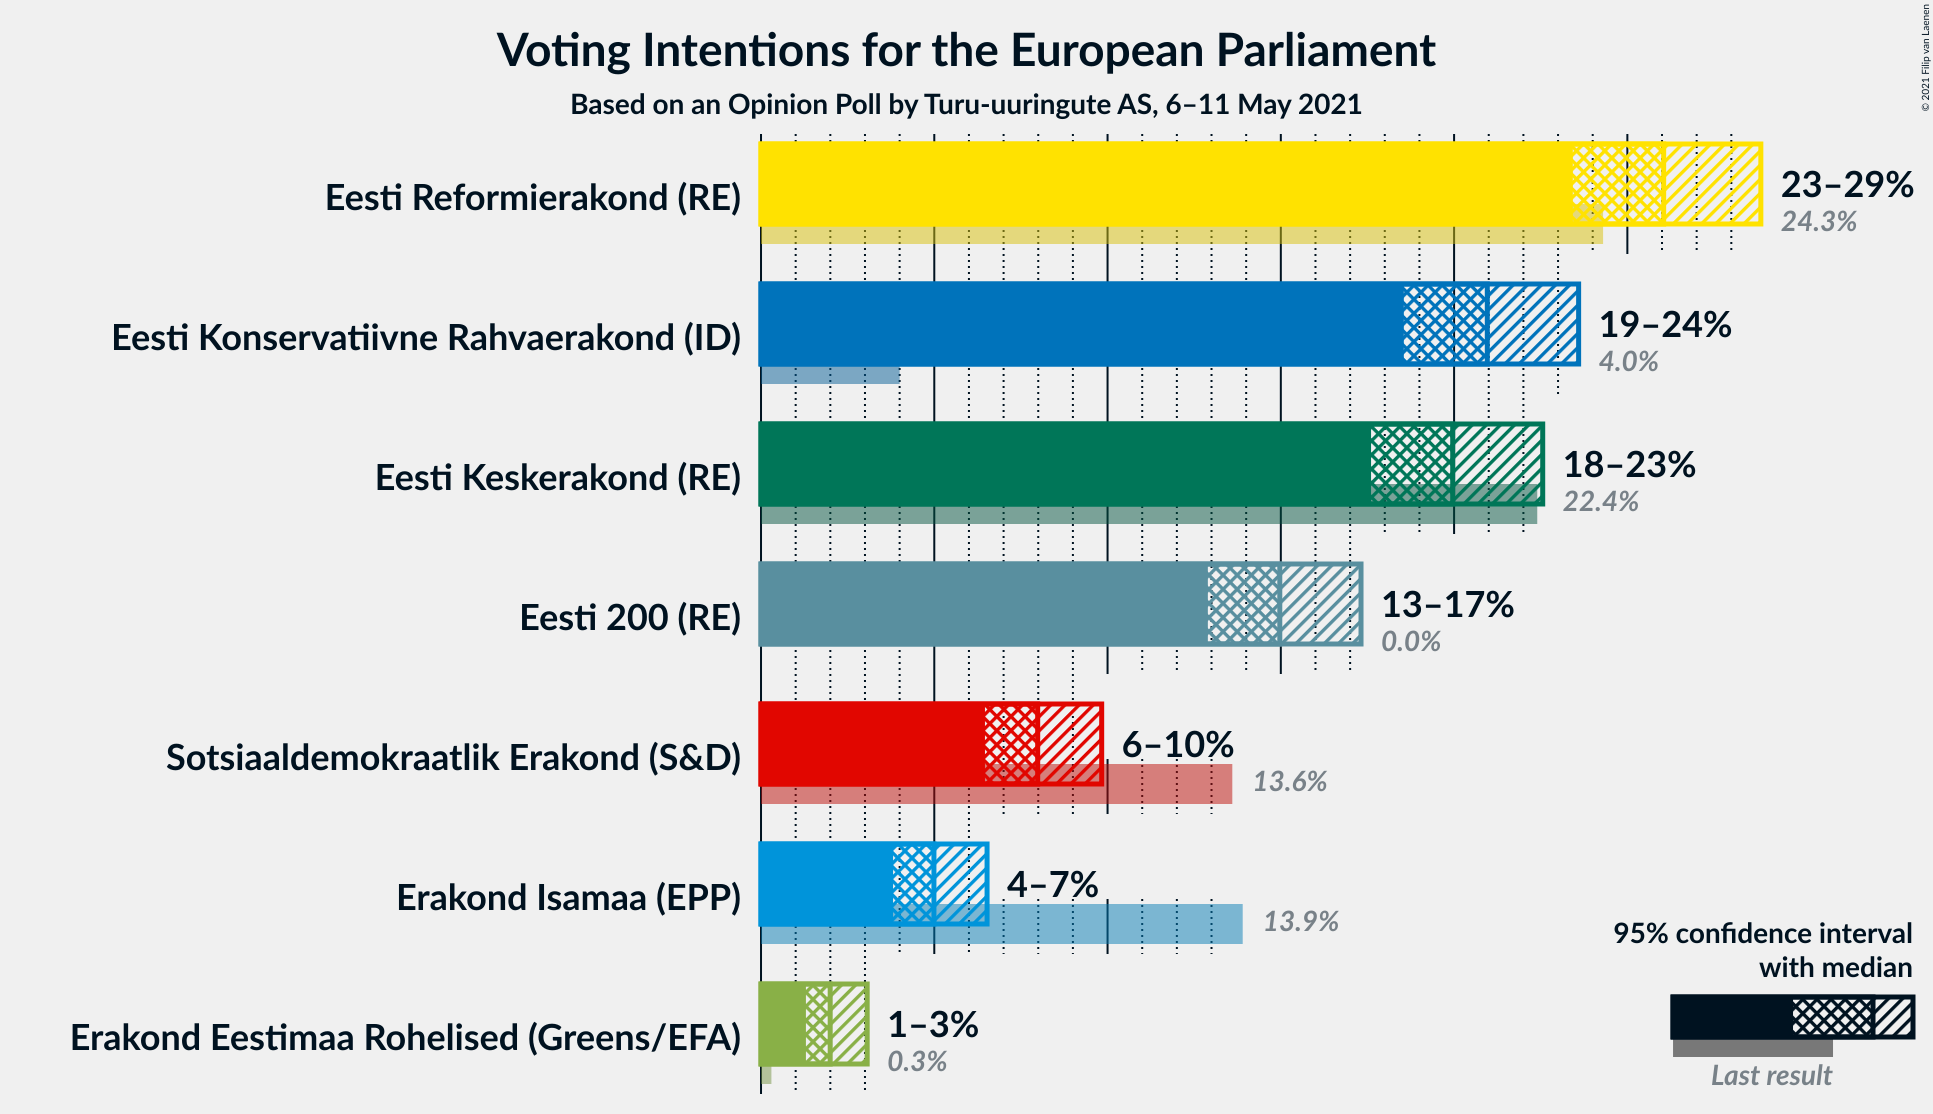 Voting Intentions for the European Parliament
Based on an Opinion Poll by Turu-uuringute AS, 6–11 May 2021
© 2021 Filip van Laenen
Eesti Reformierakond (RE)
23–29%
24.3%
Eesti Konservatiivne Rahvaerakond (ID)
19–24%
4.0%
Eesti Keskerakond (RE)
18–23%
22.4%
Eesti 200 (RE)
13–17%
0.0%
Sotsiaaldemokraatlik Erakond (S&D)
6–10%
13.6%
Erakond Isamaa (EPP)
4–7%
13.9%
Erakond Eestimaa Rohelised (Greens/EFA)
1–3%
0.3%
95% confidence interval
with median
Last result